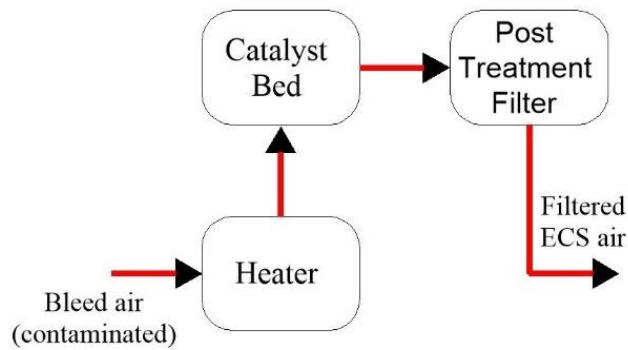 Catalyst
Bed
Post
Treatment
Filter
Heater
Bleed air
(contaminated)
Filtered
ECS air